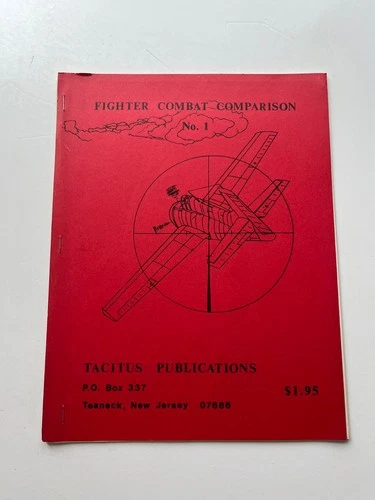 FIGHTER COMBAT COMPARISON
No. 1
TACITUS PUBLICATIONS
P.O. Box 337
Teaneck, New Jersey 07666
$1.95